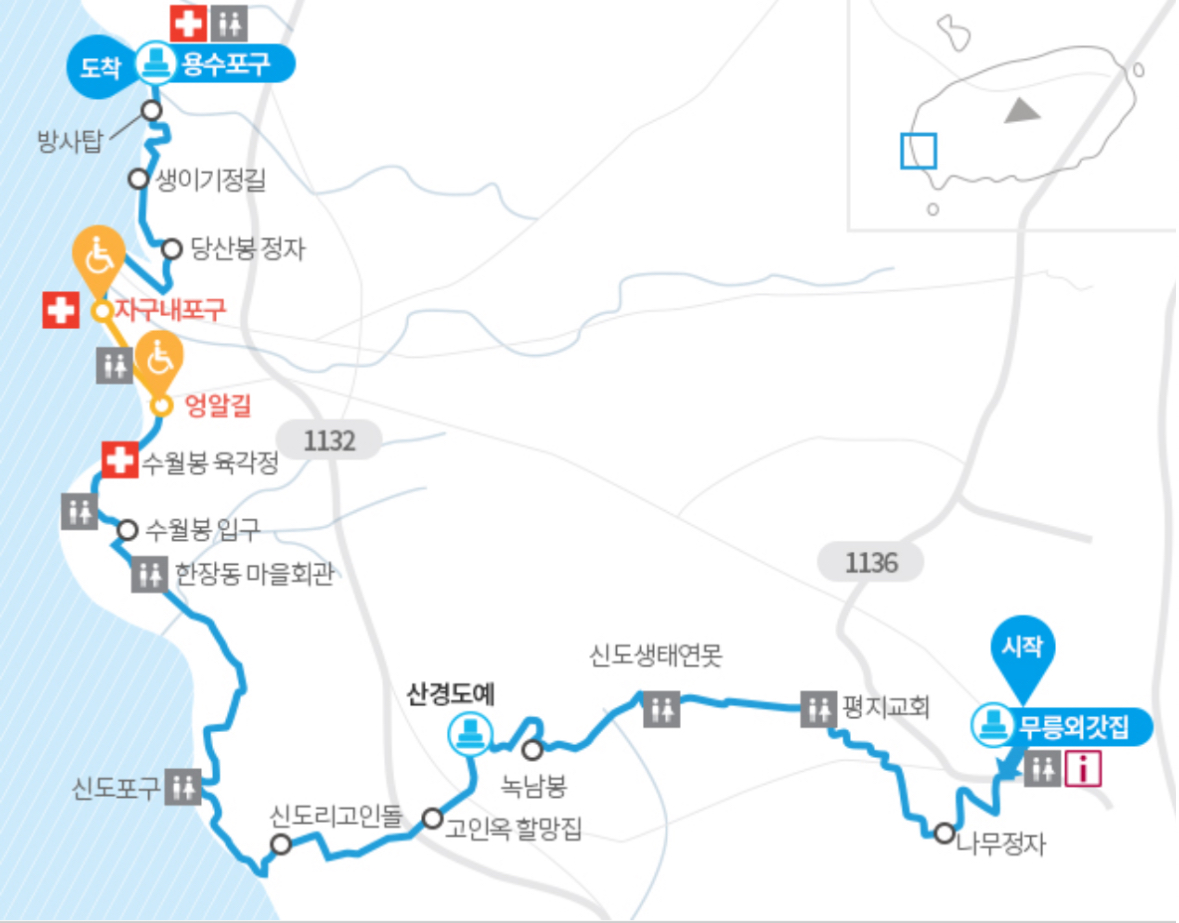 도착
용수포구
방사탑
생이기정길
당산봉 정자
자구내포구
엉알길
1132
수월봉 육각정
수월봉 입구
한장동 마을회관
1136
신도생태연못
시작
산경도예
평지교회
무릉외갓집
i
신도포구
녹남봉
신도리고인돌
고인옥 할망집
나무정자